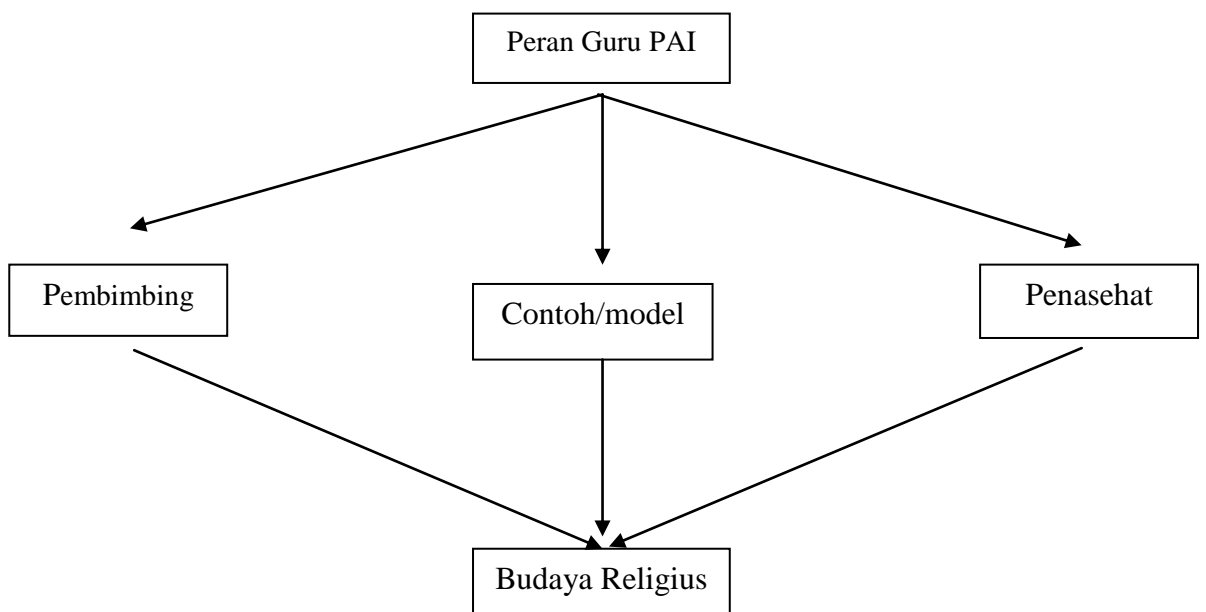 Peran Guru PAI
Pembimbing
Contoh/model
Penasehat
Budaya Religius